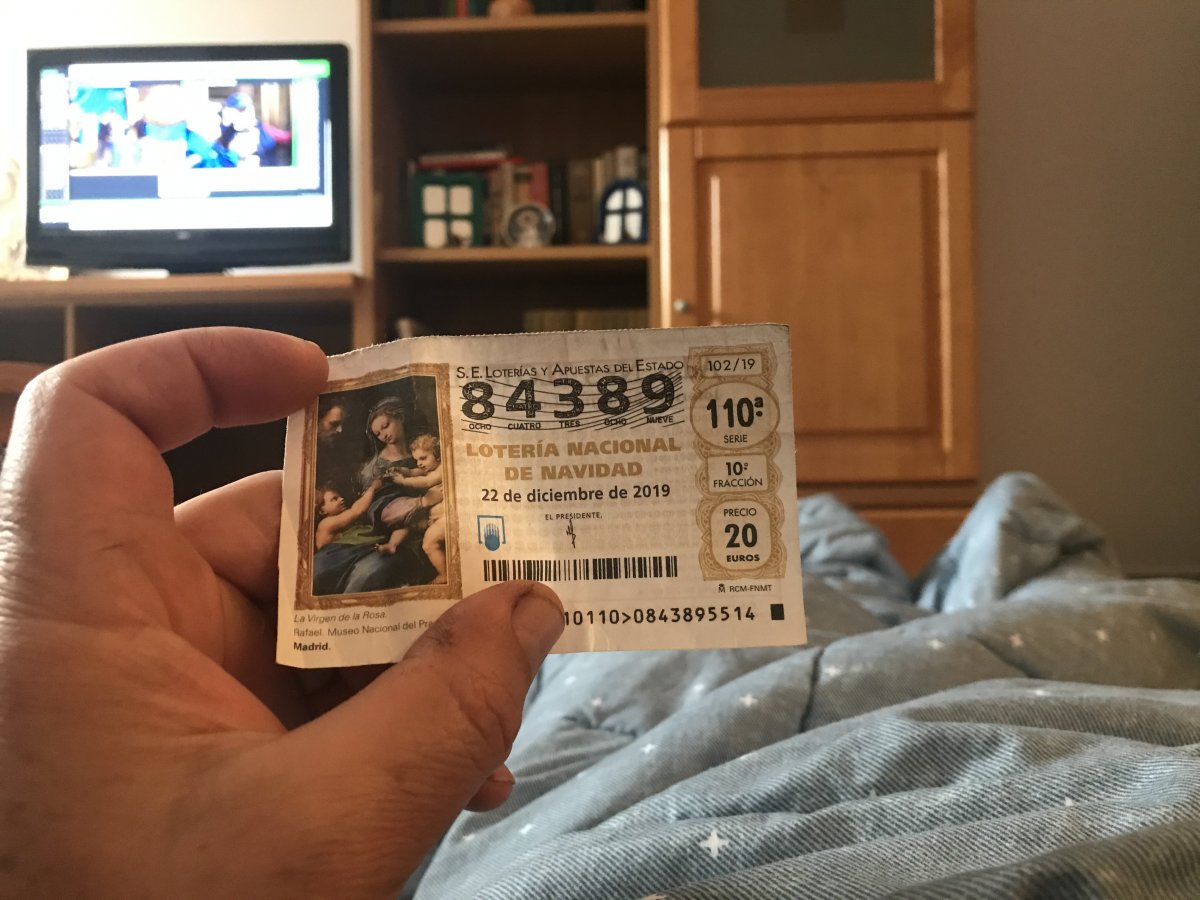 S. E. LOTERÍAS Y APUESTAS DEL ESTADO
84389
OCHO CUATRO TRES OCHO NUEVE
LOTERÍA NACIONAL
DE NAVIDAD
22 de diciembre de 2019
EL PRESIDENTE,
102/19
110ª
SERIE
10ª
FRACCIÓN
PRECIO
20
EUROS
RCM-FNMT
10110>0843895514
La Virgen de la Rosa.
Rafael. Museo Nacional del
Madrid.